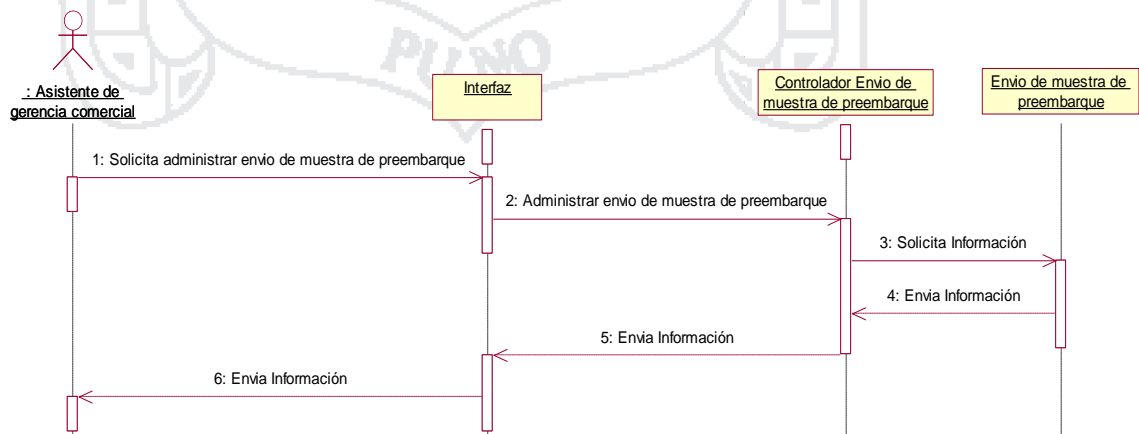 PUNO
: Asistente de
gerencia comercial
Interfaz
Controlador Envio de
muestra de preembarque
Envio de muestra de
preembarque
1: Solicita administrar envio de muestra de preembarque
2: Administrar envio de muestra de preembarque
3: Solicita Información
4: Envia Información
5: Envia Información
6: Envia Información